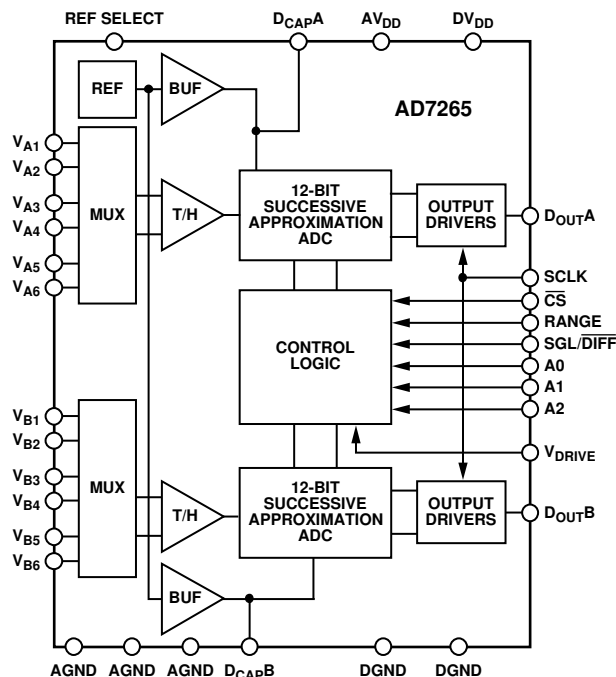 REF SELECT
DCAPA
AVDD
DVDD
REF
BUF
AD7265
VA1
VA2
VA3
VA4
VA5
VA6
MUX
T/H
12-BIT
SUCCESSIVE
APPROXIMATION
ADC
OUTPUT
DRIVERS
DOUTA
SCLK
C̅S̅
RANGE
SGL/D̅I̅F̅F̅
A0
A1
A2
CONTROL
LOGIC
VDRIVE
VB1
VB2
VB3
VB4
VB5
VB6
MUX
T/H
12-BIT
SUCCESSIVE
APPROXIMATION
ADC
OUTPUT
DRIVERS
DOUTB
BUF
AGND
AGND
AGND
DCAPB
DGND
DGND